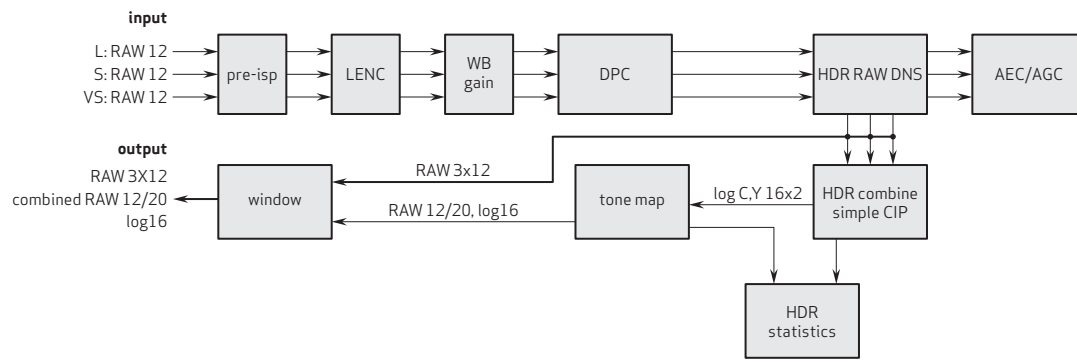 input
L: RAW 12
S: RAW 12
VS: RAW 12
pre-isp
LENC
WB
gain
DPC
HDR RAW DNS
AEC/AGC
output
RAW 3X12
combined RAW 12/20
log16
window
RAW 3x12
RAW 12/20, log16
tone map
log C,Y 16x2
HDR combine
simple CIP
HDR
statistics